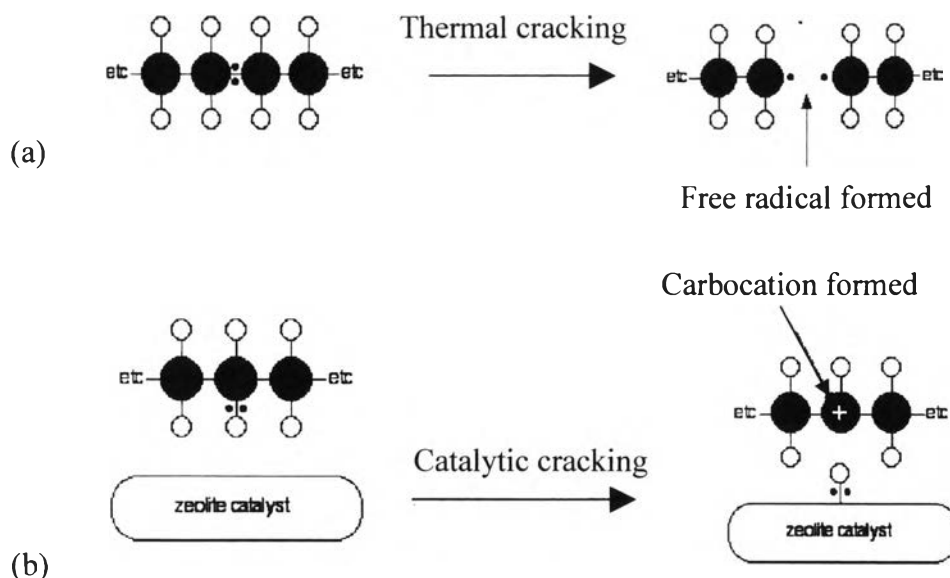 Thermal cracking
etc etc
etc etc
(a)
Free radical formed
Carbocation formed
etc etc
etc etc
Catalytic cracking
zeolite catalyst
zeolite catalyst
(b)